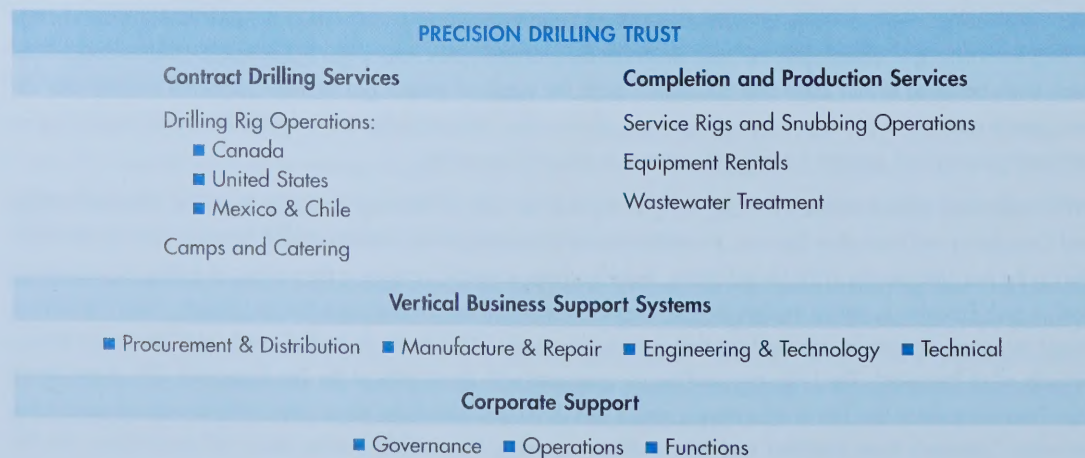 PRECISION DRILLING TRUST
Contract Drilling Services
Drilling Rig Operations:
■ Canada
■ United States
■ Mexico & Chile
Camps and Catering
Completion and Production Services
Service Rigs and Snubbing Operations
Equipment Rentals
Wastewater Treatment
Vertical Business Support Systems
■ Procurement & Distribution ■ Manufacture & Repair ■ Engineering & Technology ■ Technical
Corporate Support
■ Governance ■ Operations ■ Functions